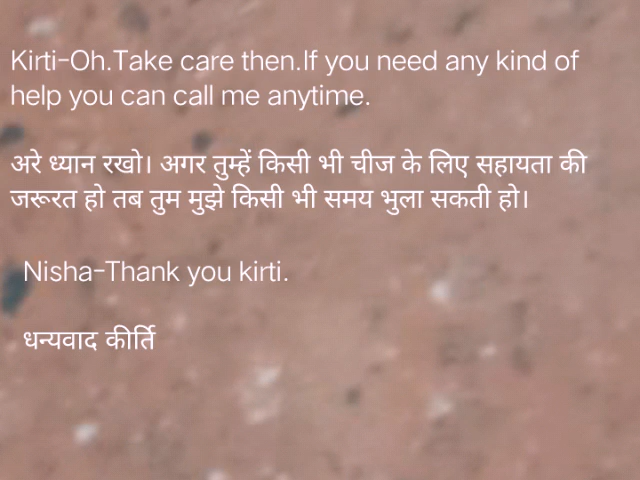 Kirti-Oh.Take care then.If you need any kind of
help you can call me anytime.
अरे ध्यान रखो। अगर तुम्हें किसी भी चीज के लिए सहायता की
जरूरत हो तब तुम मुझे किसी भी समय भुला सकती हो।
Nisha-Thank you kirti.
धन्यवाद कीर्ति